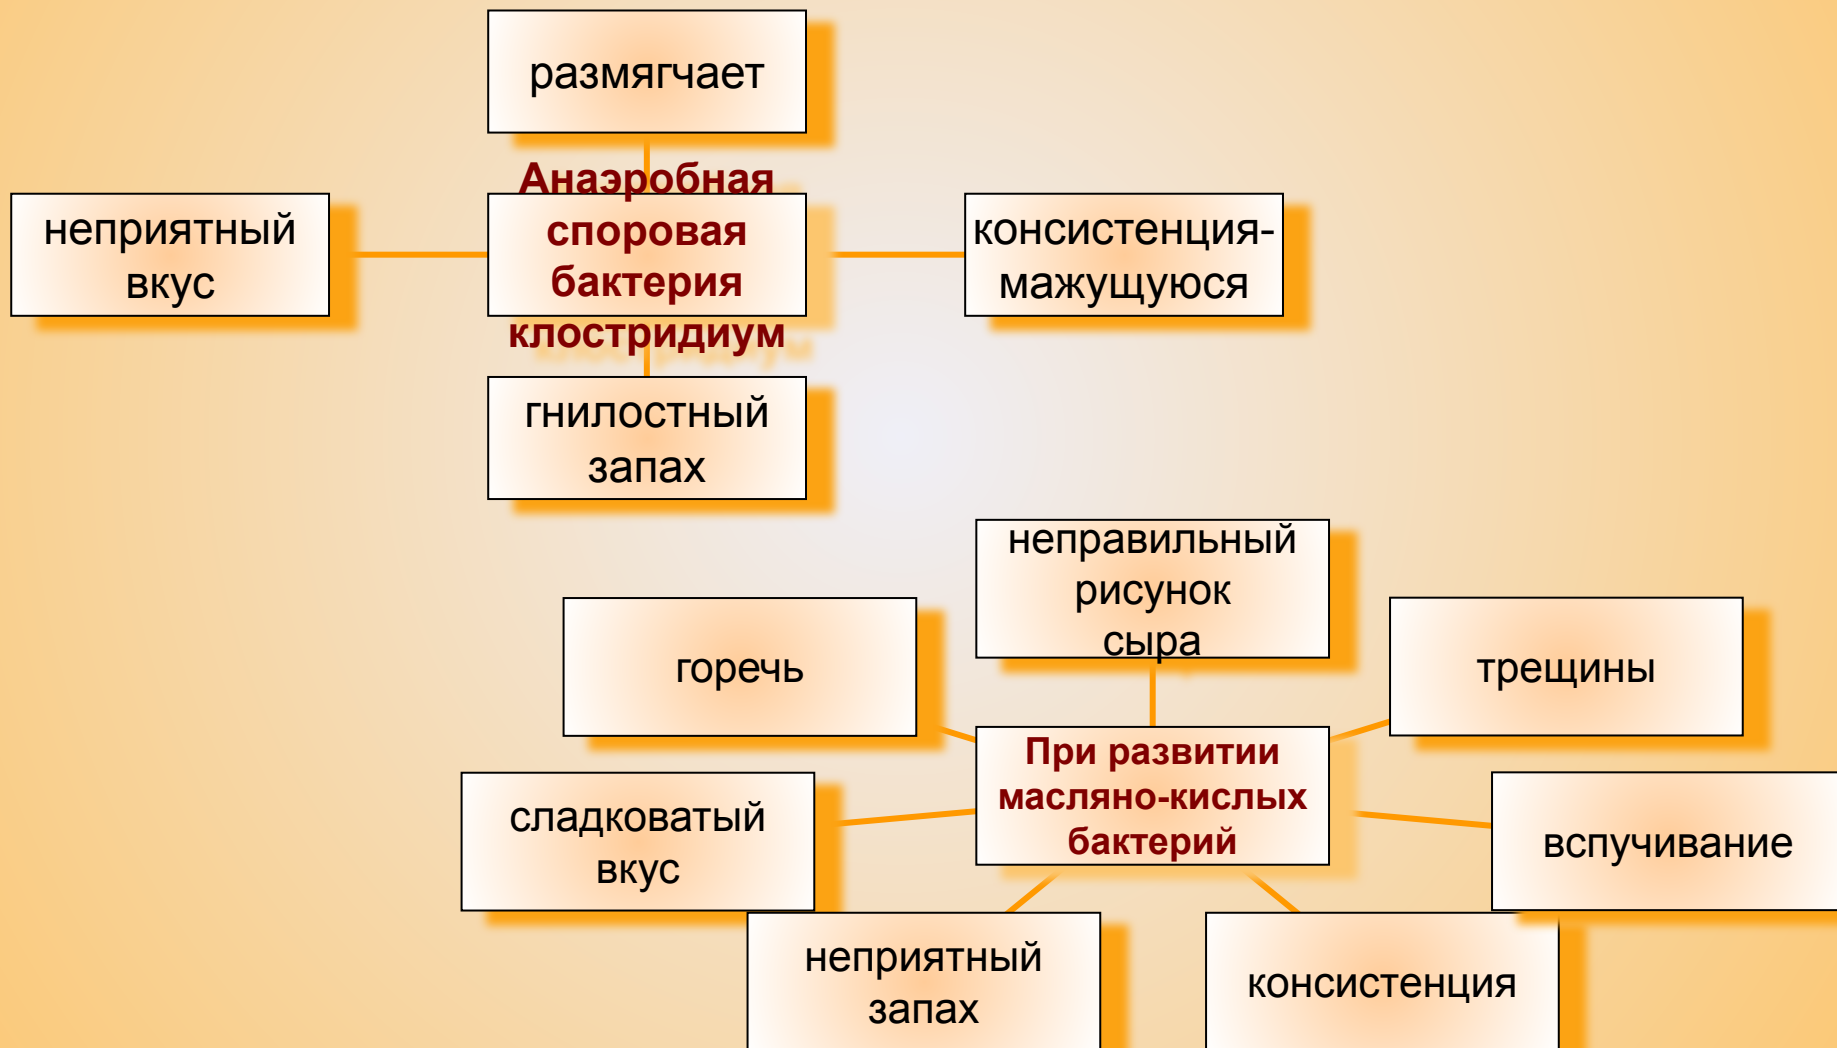 размягчает
Анаэробная
споровая
бактерия
клостридиум
неприятный
вкус
консистенция-
мажущуюся
гнилостный
запах
неправильный
рисунок
сыра
горечь
трещины
При развитии
масляно-кислых
бактерий
сладковатый
вкус
вспучивание
неприятный
запах
консистенция